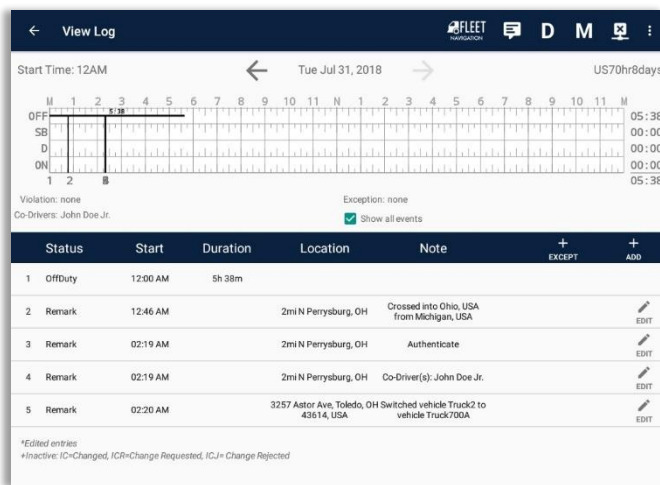 View Log
FLEET
NAVIGATION
D M
Start Time: 12AM
Tue Jul 31, 2018
US70hr8days
M 1 2 3 4 5 6 7 8 9 10 11 N 1 2 3 4 5 6 7 8 9 10 11 M
5:38
OFF 05:38
SB 00:00
D 00:00
ON 00:00
1 2 05:38
Violation: none
Exception: none
Co-Drivers: John Doe Jr.
Show all events
Status Start Duration Location Note + EXCEPT + ADD
1 OffDuty 12:00 AM 5h 38m
2 Remark 12:46 AM 2mi N Perrysburg, OH Crossed into Ohio, USA
from Michigan, USA
EDIT
3 Remark 02:19 AM 2mi N Perrysburg, OH Authenticate
EDIT
4 Remark 02:19 AM 2mi N Perrysburg, OH Co-Driver(s): John Doe Jr.
EDIT
5 Remark 02:20 AM 3257 Astor Ave, Toledo, OH Switched vehicle Truck2 to
43614, USA vehicle Truck700A
EDIT
*Edited entries
+Inactive: IC=Changed, ICR=Change Requested, ICJ= Change Rejected